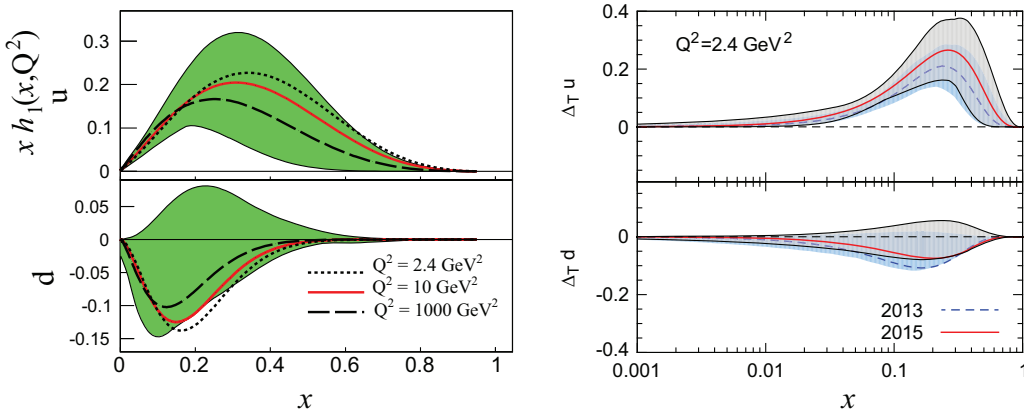 x h₁(x,Q²)
u
0.3
0.2
0.1
0
d
0.05
0
-0.05
-0.1
-0.15
Q² = 2.4 GeV²
Q² = 10 GeV²
Q² = 1000 GeV²
0 0.2 0.4 0.6 0.8 1
x
Δ_T u
0.4
0.2
0
Q²=2.4 GeV²
Δ_T d
0
-0.2
-0.4
2013
2015
0.001 0.01 0.1 1
x